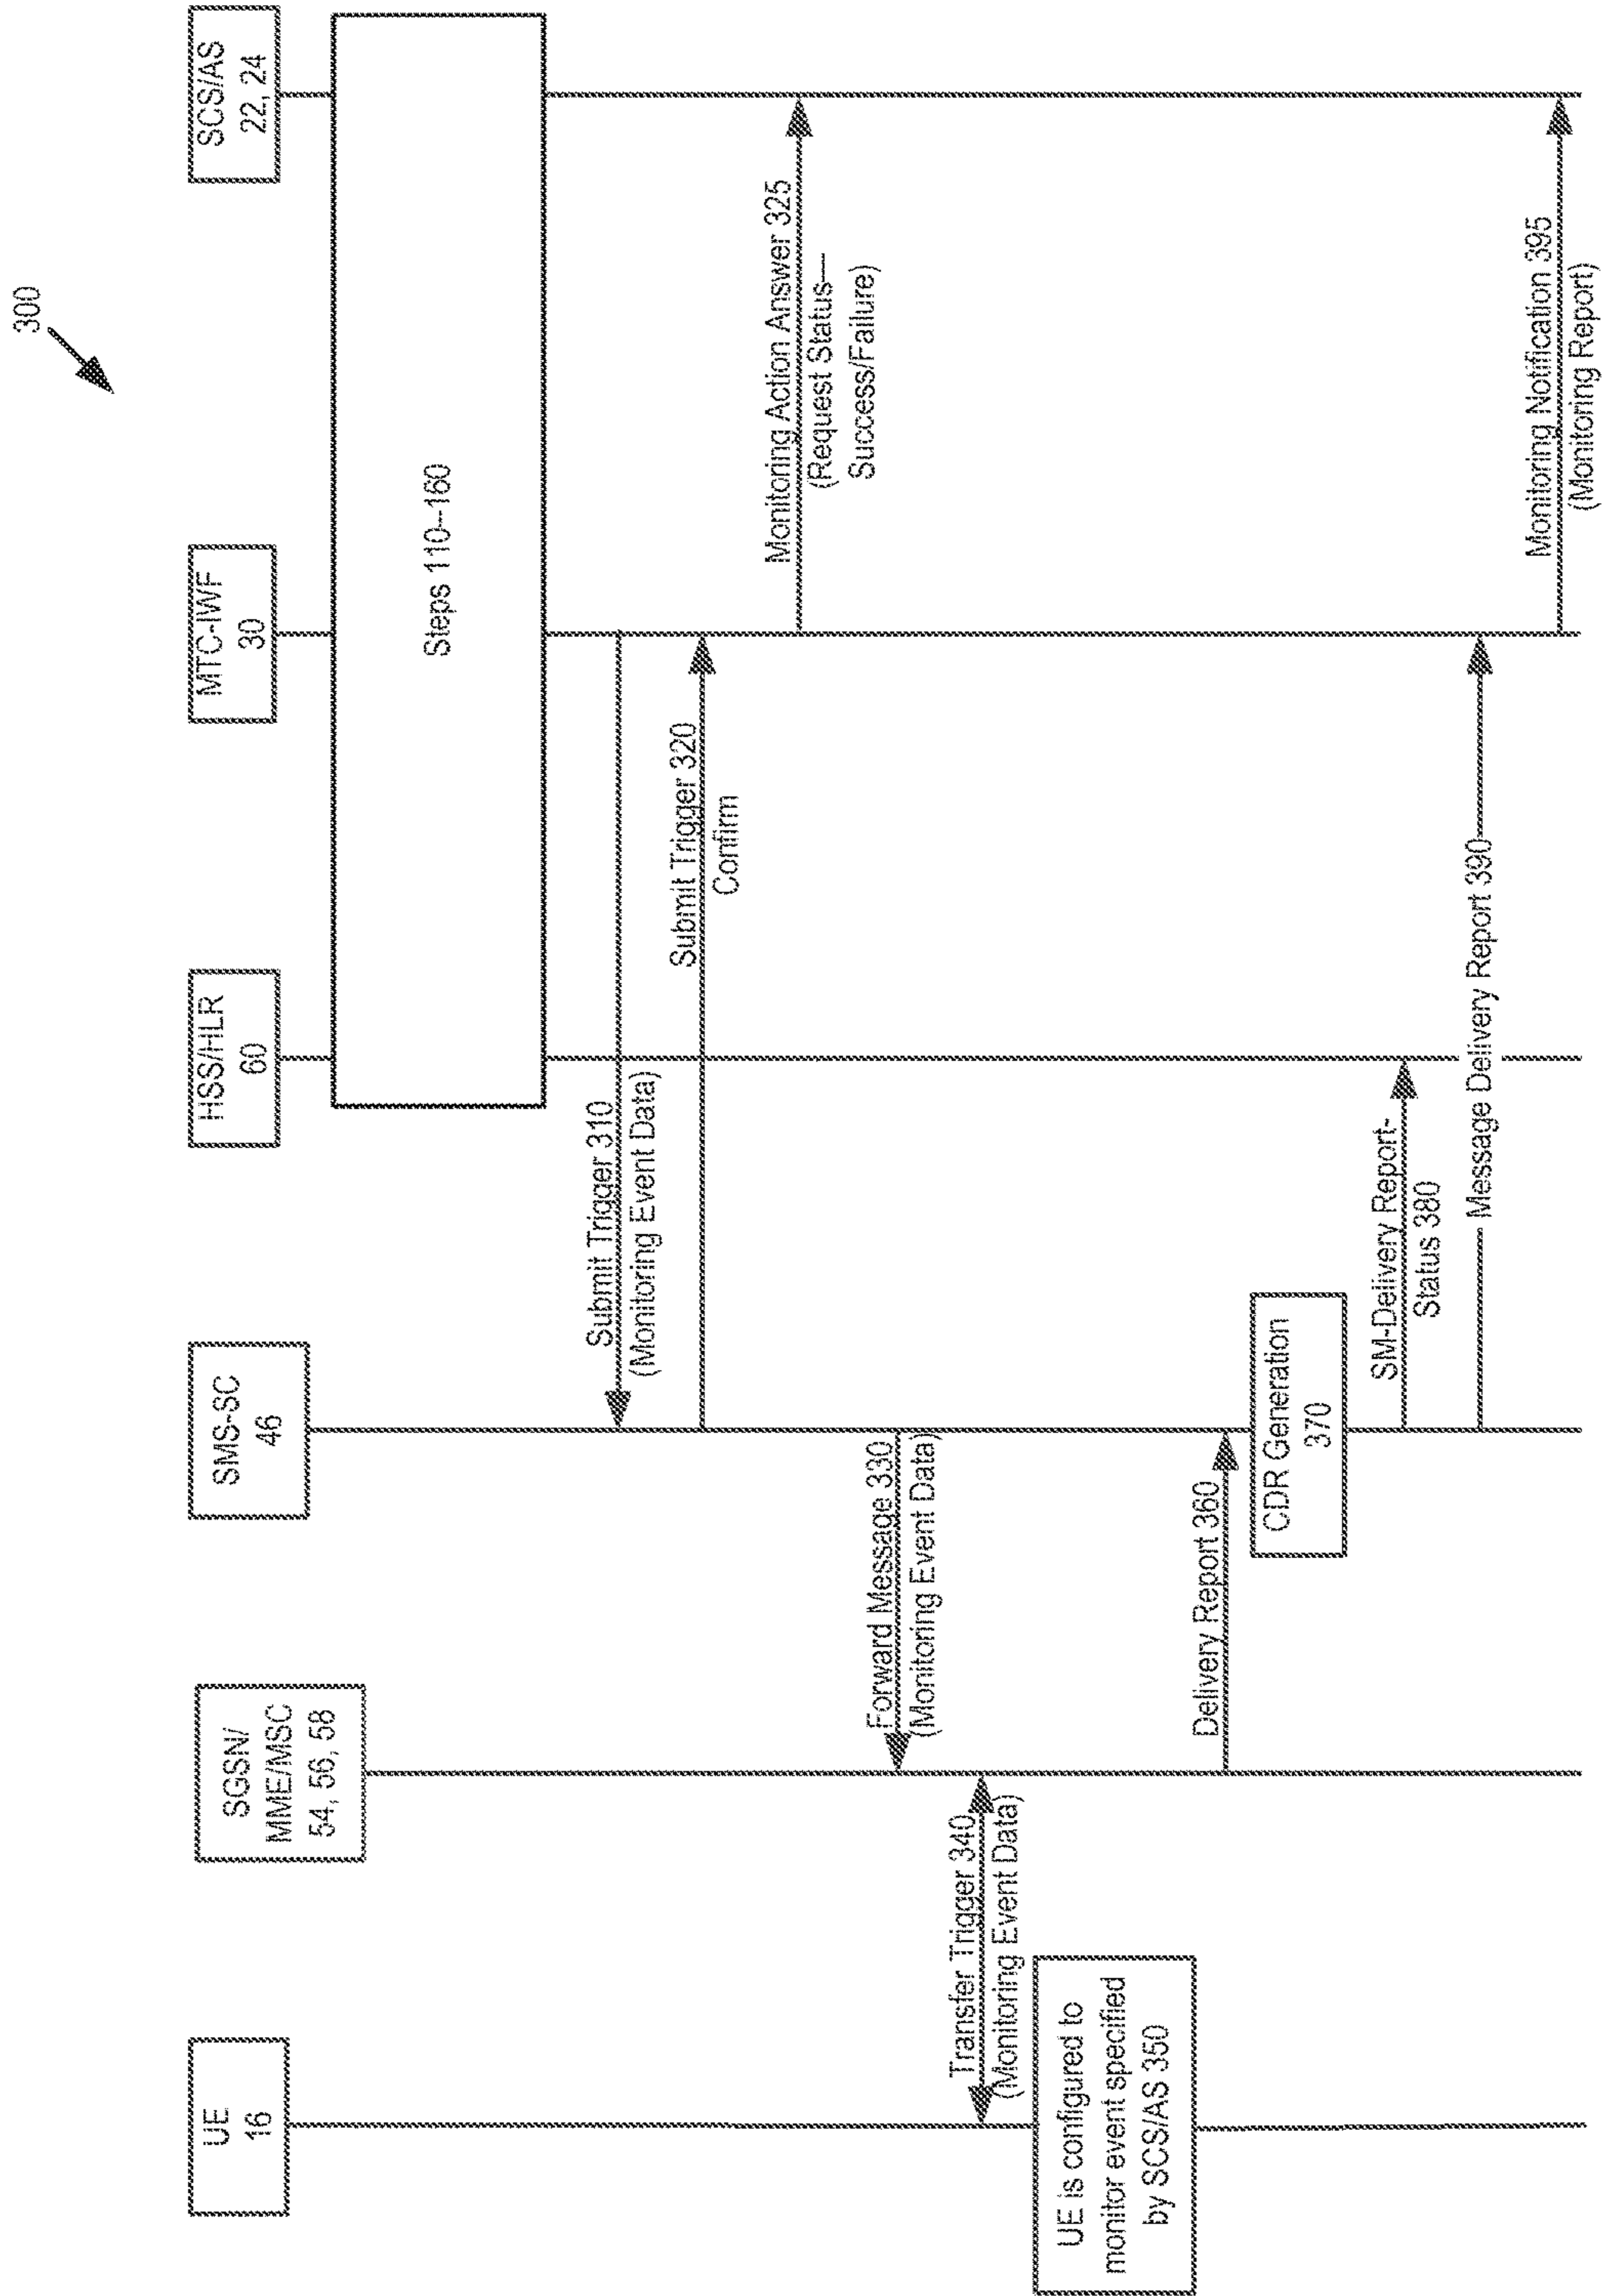 300
UE
16
SGSN/
MME/MSC
54, 56, 58
SMS-SC
46
HSS/HLR
60
MTC-IWF
30
SCS/AS
22, 24
Steps 110–160
Submit Trigger 310
(Monitoring Event Data)
Submit Trigger 320
Confirm
Monitoring Action Answer 325
(Request Status—
Success/Failure)
Forward Message 330
(Monitoring Event Data)
Transfer Trigger 340
(Monitoring Event Data)
UE is configured to
monitor event specified
by SCS/AS 350
Delivery Report 360
CDR Generation
370
SM-Delivery Report-
Status 380
Message Delivery Report 390
Monitoring Notification 395
(Monitoring Report)